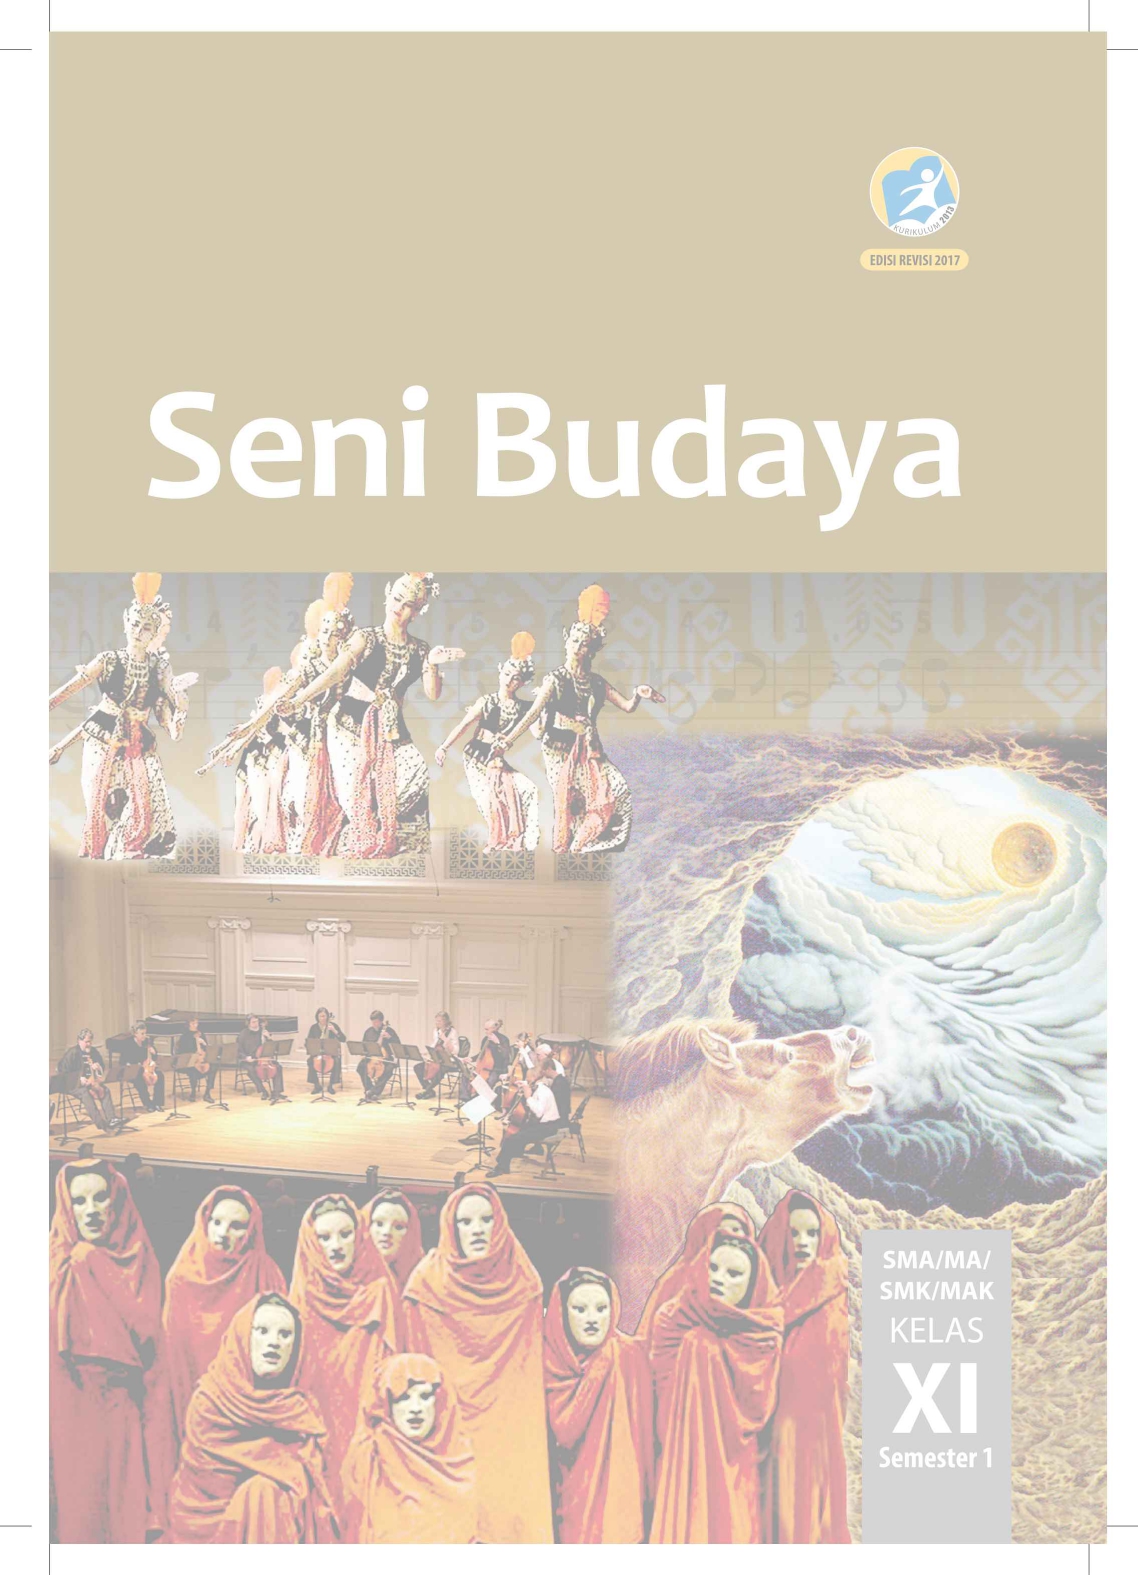 KURIKULUM 2013
EDISI REVISI 2017
Seni Budaya
SMA/MA/
SMK/MAK
KELAS
XI
Semester 1